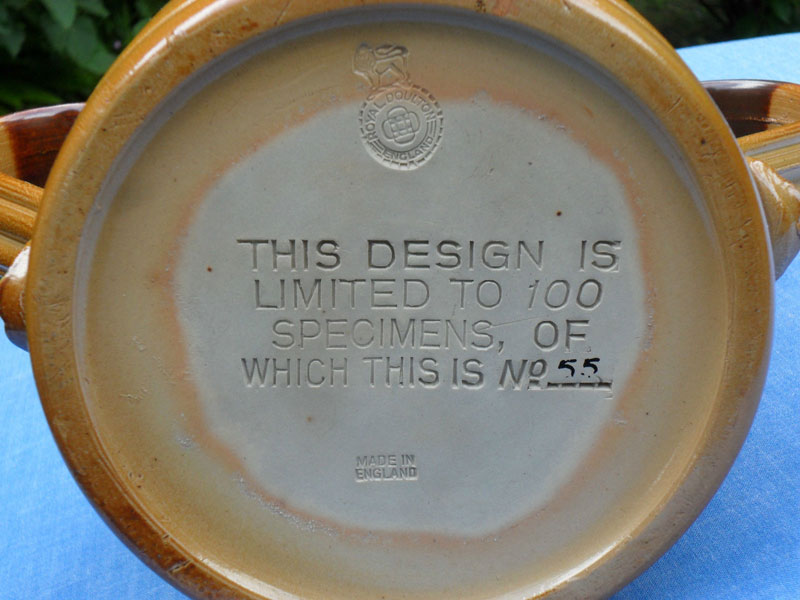 ROYAL DOULTON
ENGLAND
THIS DESIGN IS
LIMITED TO 100
SPECIMENS, OF
WHICH THIS IS No 55
MADE IN
ENGLAND